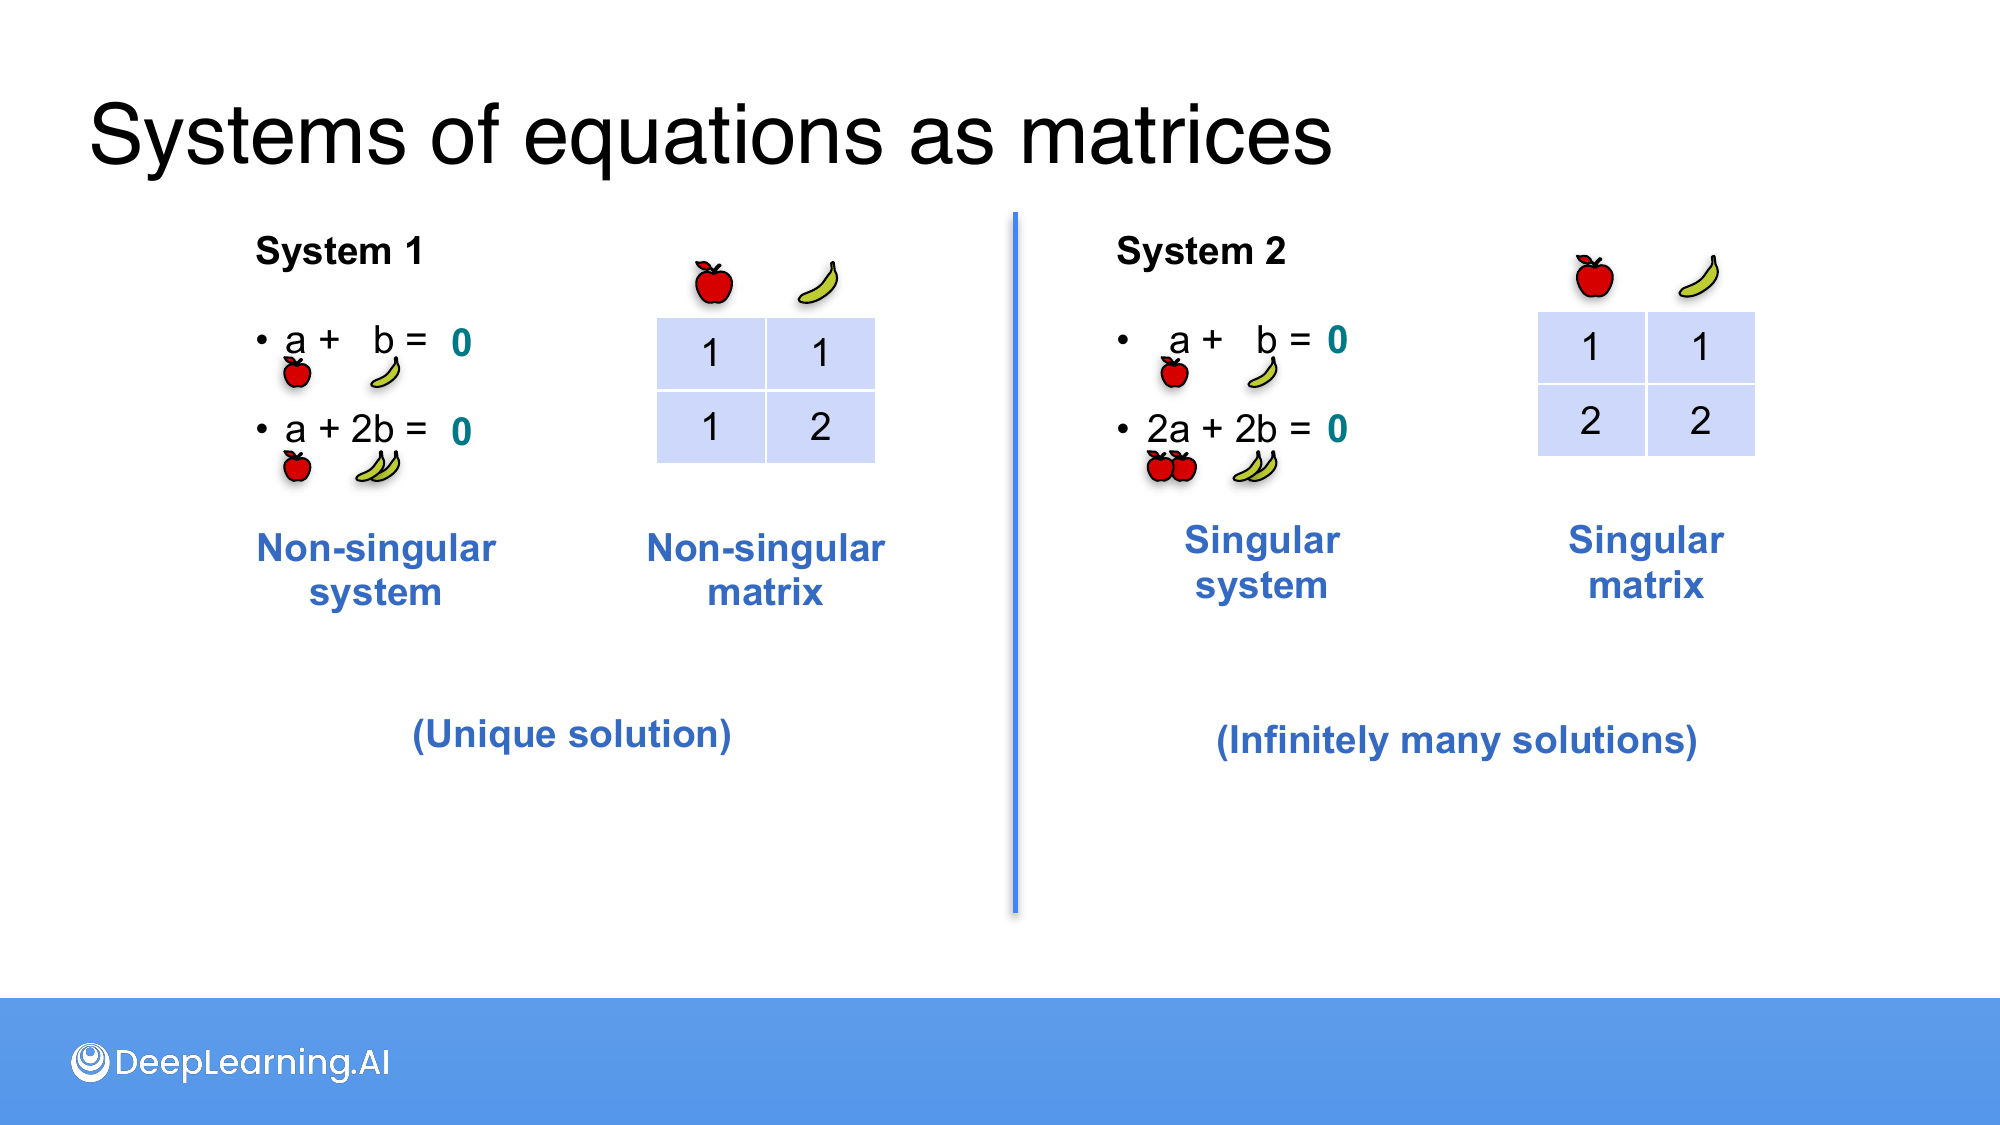 Systems of equations as matrices
System 1
• a + b = 0
• a + 2b = 0
1 1
1 2
Non-singular
system
Non-singular
matrix
(Unique solution)
System 2
• a + b = 0
• 2a + 2b = 0
1 1
2 2
Singular
system
Singular
matrix
(Infinitely many solutions)
DeepLearning.AI